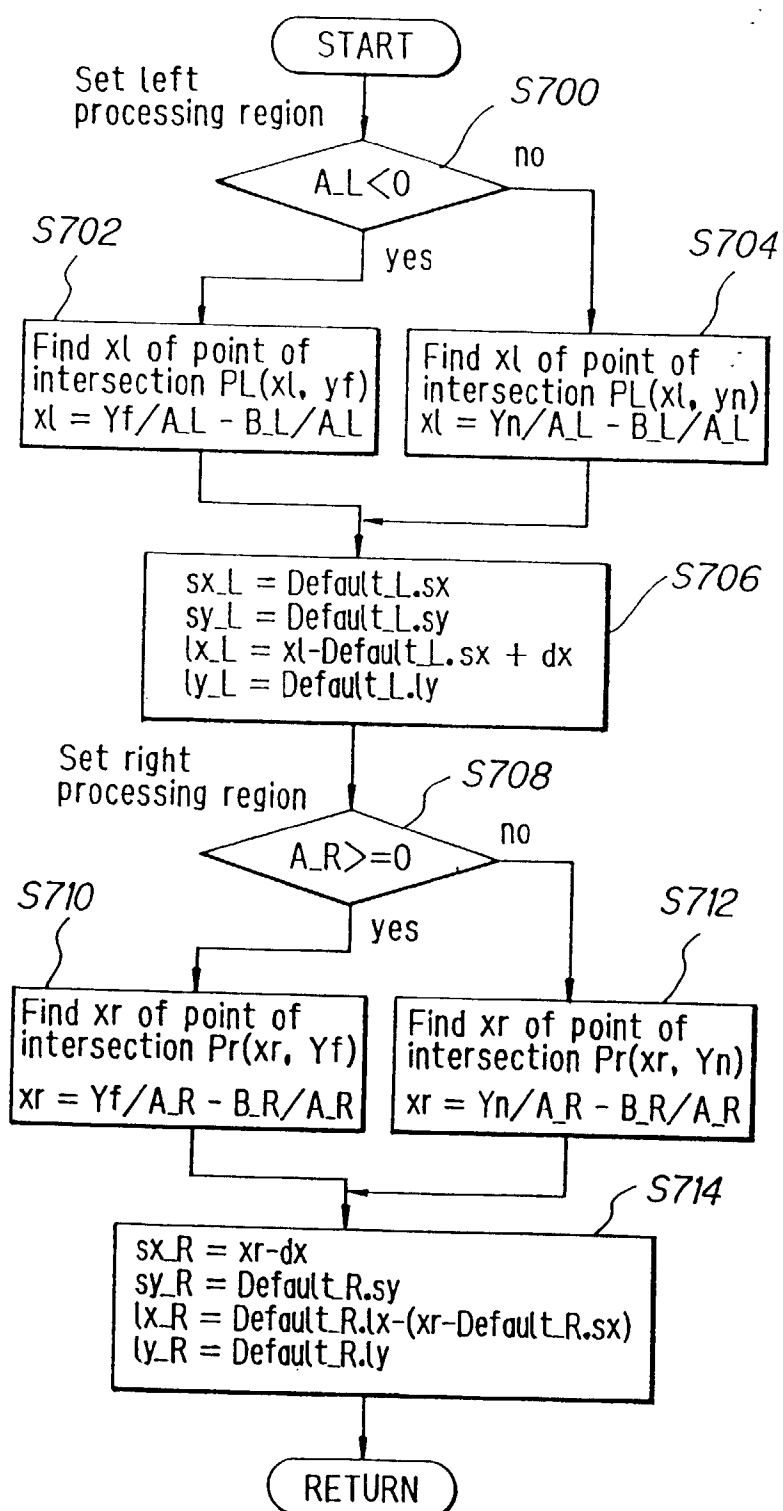 START
Set left
processing region
S700
A_L<0
no
yes
S702
S704
Find xl of point of
intersection PL(xl, yf)
xl = Yf/A_L - B_L/A_L
Find xl of point of
intersection PL(xl, yn)
xl = Yn/A_L - B_L/A_L
S706
sx_L = Default_L.sx
sy_L = Default_L.sy
lx_L = xl-Default_L.sx + dx
ly_L = Default_L.ly
Set right
processing region
S708
A_R>=0
no
yes
S710
S712
Find xr of point of
intersection Pr(xr, Yf)
xr = Yf/A_R - B_R/A_R
Find xr of point of
intersection Pr(xr, Yn)
xr = Yn/A_R - B_R/A_R
S714
sx_R = xr-dx
sy_R = Default_R.sy
lx_R = Default_R.lx-(xr-Default_R.sx)
ly_R = Default_R.ly
RETURN